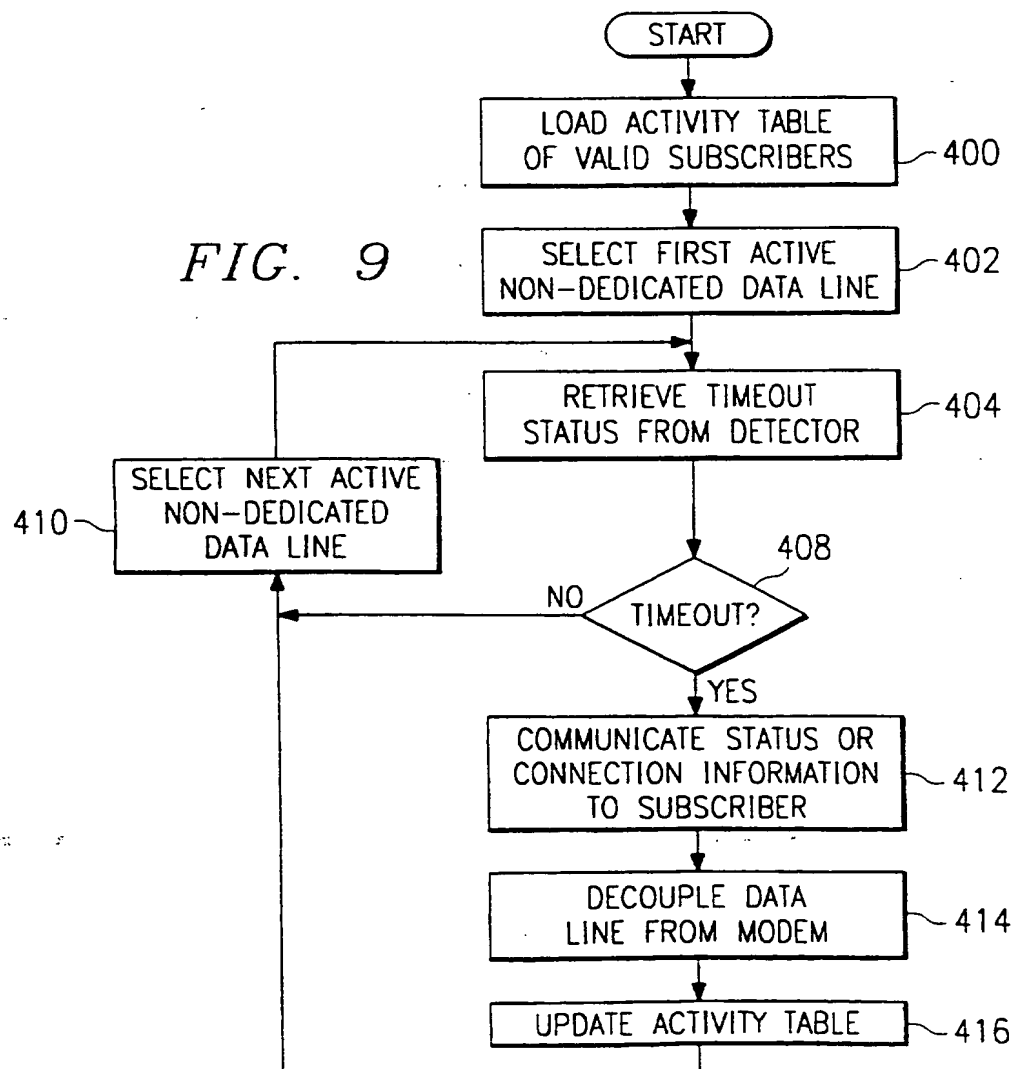 START
LOAD ACTIVITY TABLE
OF VALID SUBSCRIBERS
400
FIG. 9
SELECT FIRST ACTIVE
NON-DEDICATED DATA LINE
402
RETRIEVE TIMEOUT
STATUS FROM DETECTOR
404
SELECT NEXT ACTIVE
NON-DEDICATED
DATA LINE
410
408
TIMEOUT?
NO
YES
COMMUNICATE STATUS OR
CONNECTION INFORMATION
TO SUBSCRIBER
412
DECOUPLE DATA
LINE FROM MODEM
414
UPDATE ACTIVITY TABLE
416